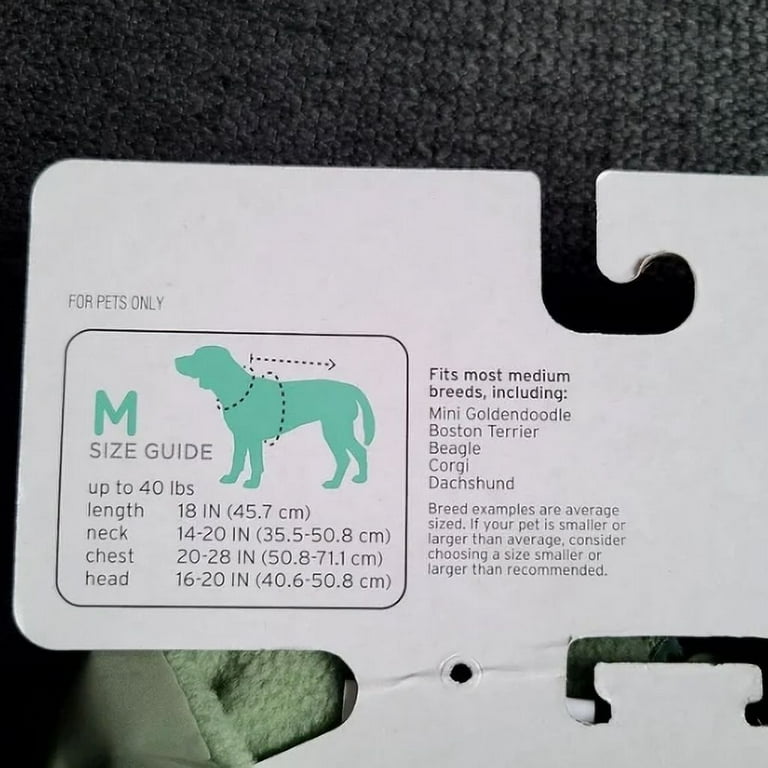 FOR PETS ONLY
M
SIZE GUIDE
up to 40 lbs
length 18 IN (45.7 cm)
neck 14-20 IN (35.5-50.8 cm)
chest 20-28 IN (50.8-71.1 cm)
head 16-20 IN (40.6-50.8 cm)
Fits most medium
breeds, including:
Mini Goldendoodle
Boston Terrier
Beagle
Corgi
Dachshund
Breed examples are average
sized. If your pet is smaller or
larger than average, consider
choosing a size smaller or
larger than recommended.